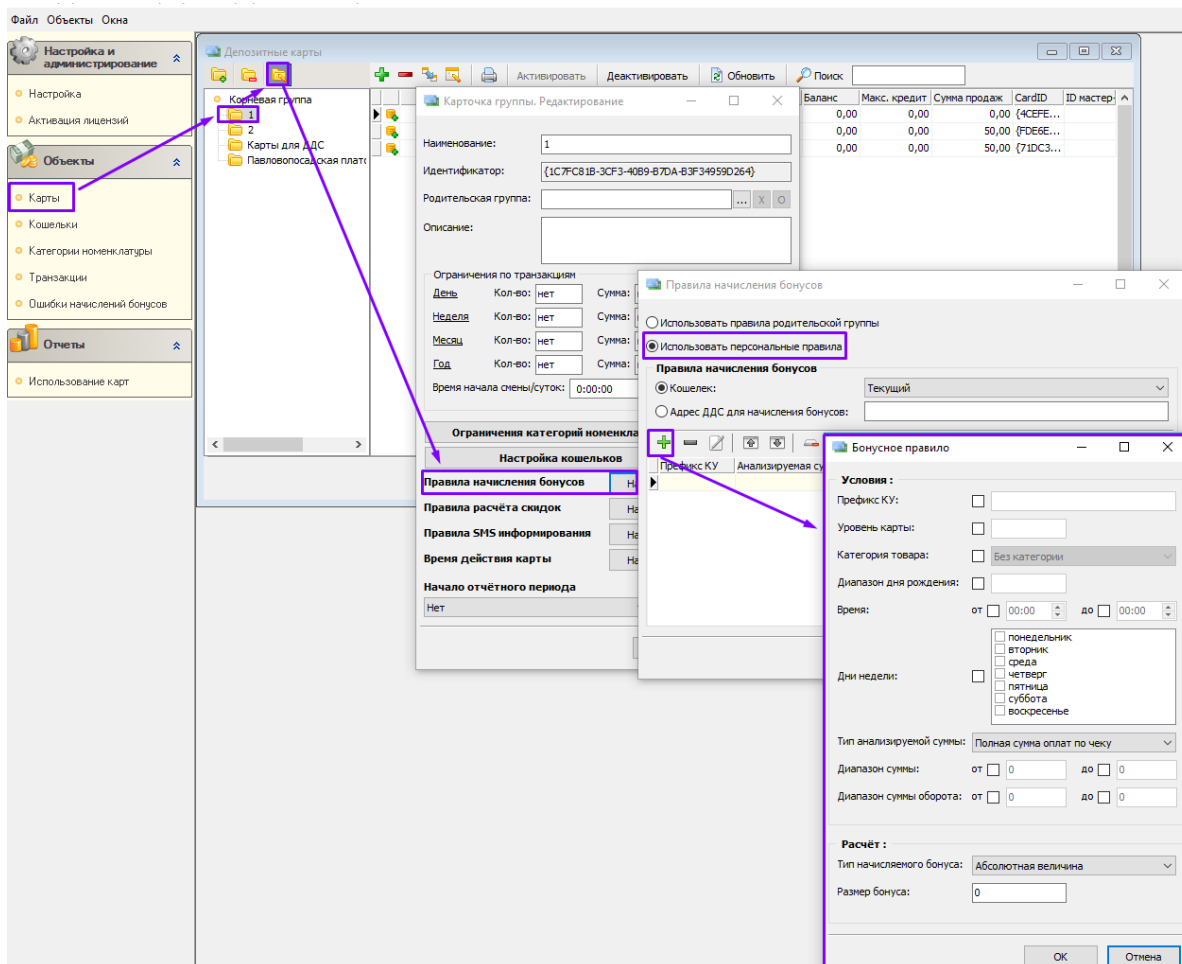 Файл Объекты Окна
Настройка и
администрирование
Настройка
Активация лицензий
Объекты
Карты
Кошельки
Категории номенклатуры
Транзакции
Ошибки начислений бонусов
Отчеты
Использование карт
Депозитные карты
Активировать Деактивировать Обновить Поиск
Корневая группа
1
2
Карты для ДДС
Павловопосадская плат
Баланс Макс. кредит Сумма продаж CardID ID мастер-
0,00 0,00 0,00 {4CEFE...
0,00 0,00 50,00 {FDE6E...
0,00 0,00 50,00 {71DC3...
Карточка группы. Редактирование
Наименование: 1
Идентификатор: {1C7FC81B-3CF3-40B9-B7DA-B3F34959D264}
Родительская группа: ... X O
Описание:
Ограничения по транзакциям
День Кол-во: нет Сумма:
Неделя Кол-во: нет Сумма:
Месяц Кол-во: нет Сумма:
Год Кол-во: нет Сумма:
Время начала смены/суток: 0:00:00
Ограничения категорий номенкла
Настройка кошельков
Правила начисления бонусов На
Правила расчёта скидок На
Правила SMS информирования На
Время действия карты На
Начало отчётного периода
Нет
Правила начисления бонусов
Использовать правила родительской группы
Использовать персональные правила
Правила начисления бонусов
Кошелек: Текущий
Адрес ДДС для начисления бонусов:
Префикс КУ Анализируемая су
Бонусное правило
Условия :
Префикс КУ:
Уровень карты:
Категория товара: Без категории
Диапазон дня рождения:
Время: от 00:00 до 00:00
понедельник
вторник
среда
Дни недели: четверг
пятница
суббота
воскресенье
Тип анализируемой суммы: Полная сумма оплат по чеку
Диапазон суммы: от 0 до 0
Диапазон суммы оборота: от 0 до 0
Расчёт :
Тип начисляемого бонуса: Абсолютная величина
Размер бонуса: 0
ОК Отмена